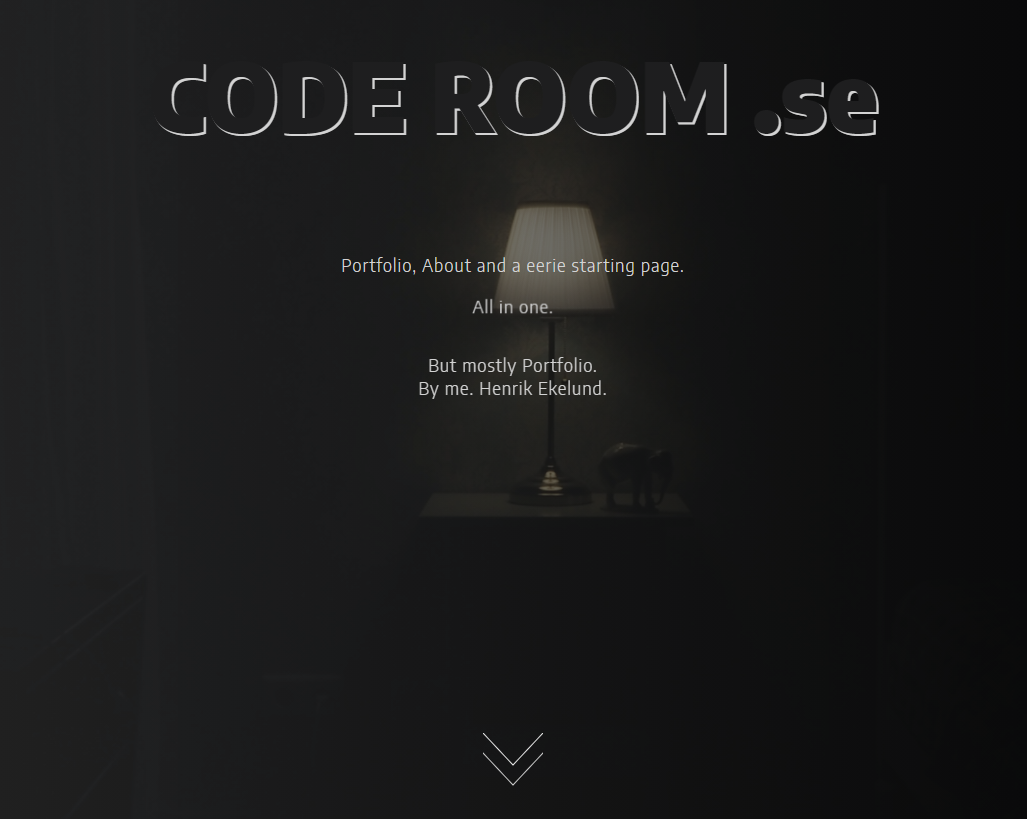 CODE ROOM .se
Portfolio, About and a eerie starting page.
All in one.
But mostly Portfolio.
By me. Henrik Ekelund.